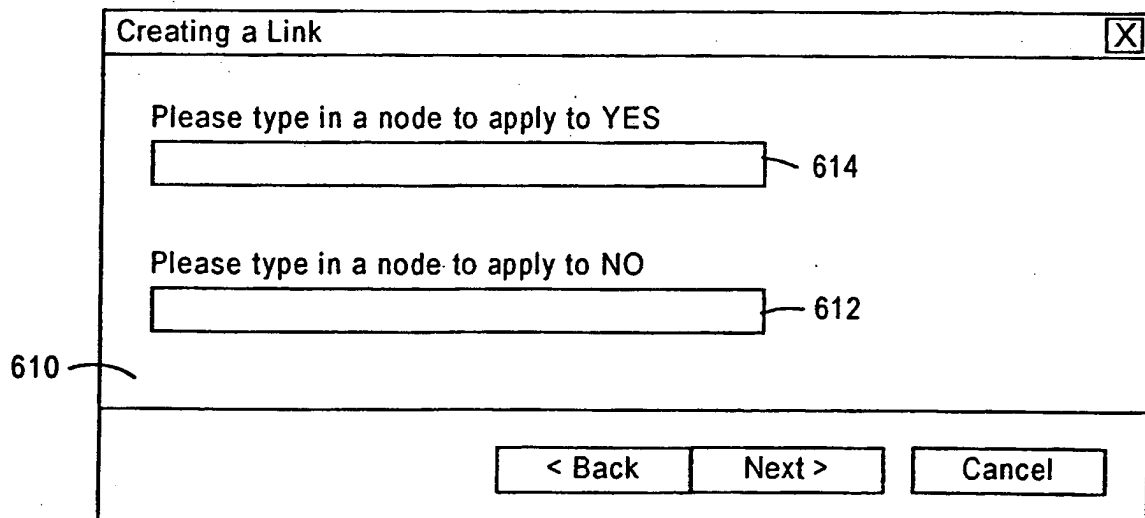 Creating a Link X
Please type in a node to apply to YES
614
Please type in a node to apply to NO
612
610
< Back Next > Cancel